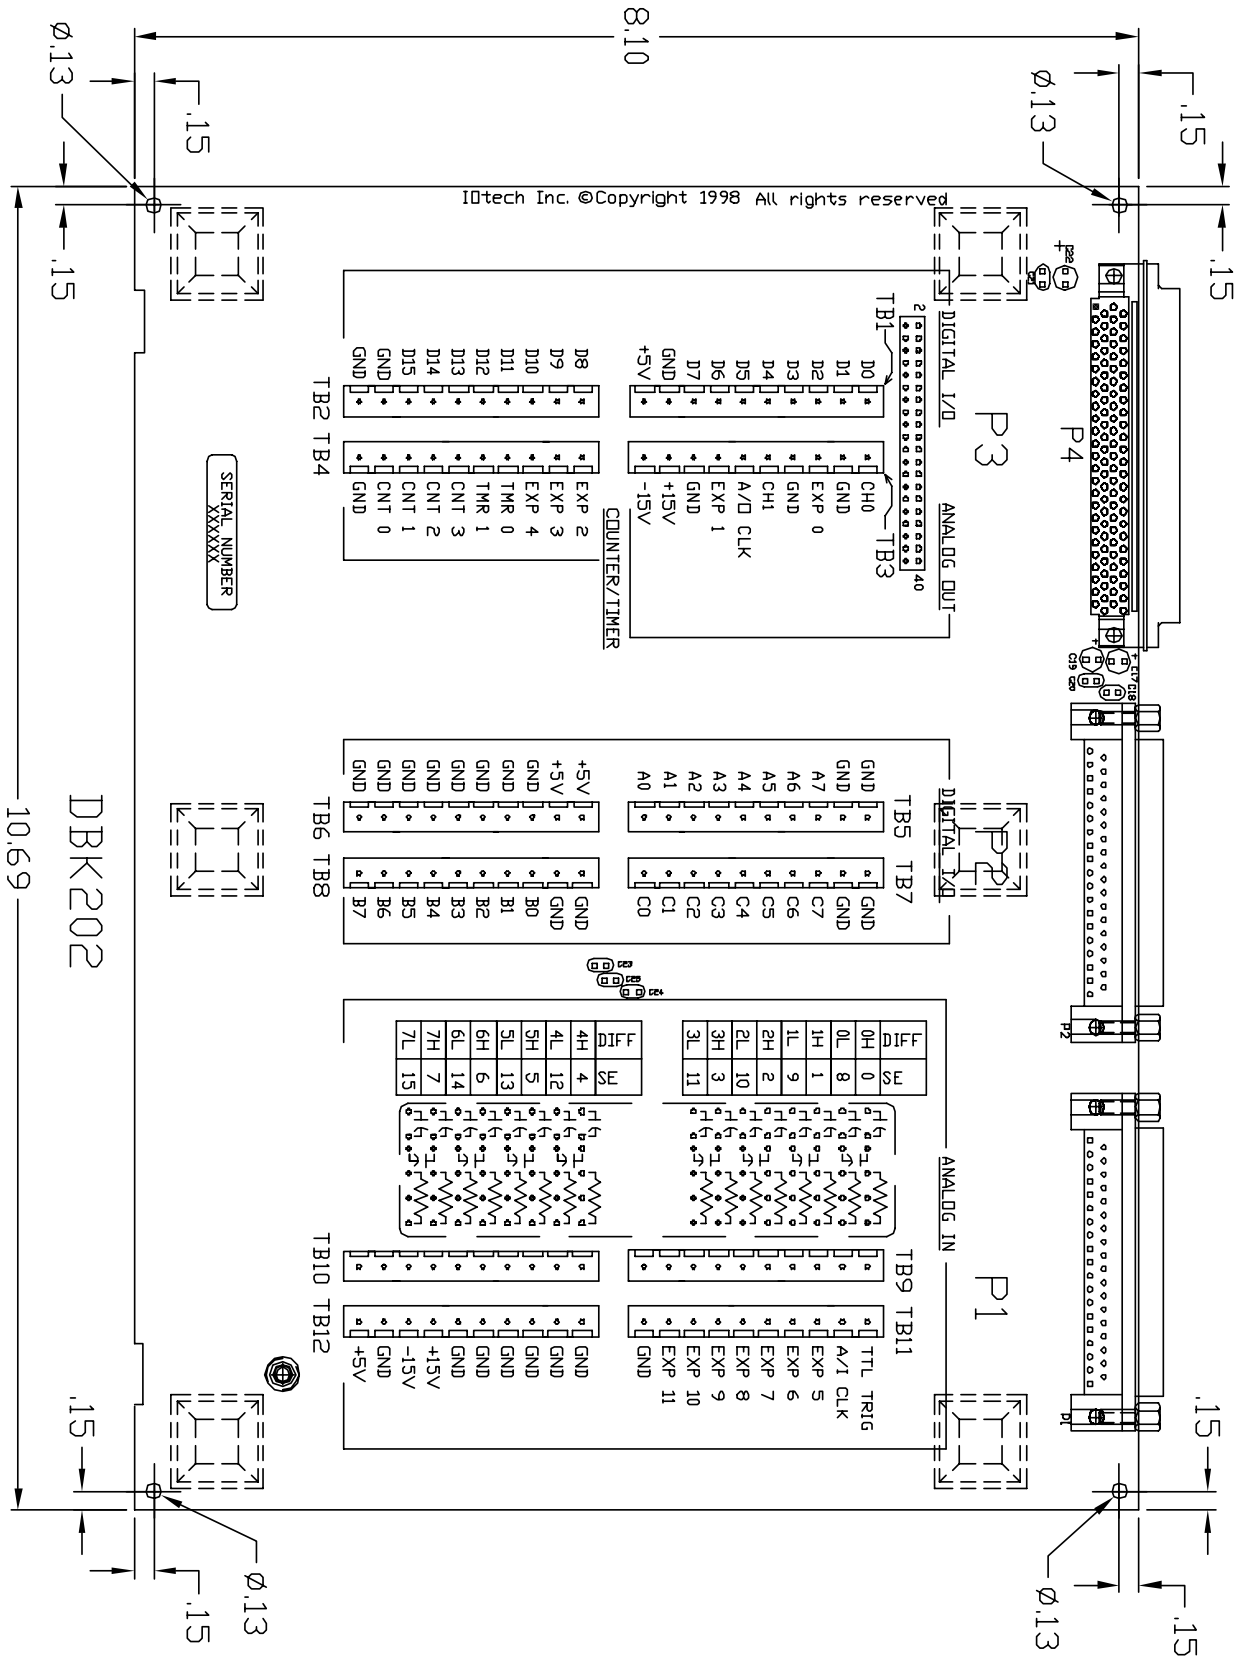 .15
.15
.15
.15
Ø.13
Ø.13
8.10
IOtech Inc. ©Copyright 1998 All rights reserved
C22
P4
C17
C18
C19
C20
P2
P1
P3
DIGITAL I/O
ANALOG OUT
2
40
TB1
TB3
D0 CH0
D1 GND
D2 EXP 0
D3 GND
D4 CH1
D5 A/O CLK
D6 EXP 1
D7 GND
GND +15V
+5V -15V
COUNTER/TIMER
D8 EXP 2
D9 EXP 3
D10 EXP 4
D11 TMR 0
D12 TMR 1
D13 CNT 3
D14 CNT 2
D15 CNT 1
GND CNT 0
GND GND
TB2 TB4
SERIAL NUMBER
XXXXXX
P2
DIGITAL I/O
TB5 TB7
GND GND
GND GND
A7 C7
A6 C6
A5 C5
A4 C4
A3 C3
A2 C2
A1 C1
A0 C0
+5V GND
+5V GND
GND B0
GND B1
GND B2
GND B3
GND B4
GND B5
GND B6
GND B7
TB6 TB8
C23
C25
C24
P1
ANALOG IN
TB9 TB11
DIFF SE
0H 0
0L 8
1H 1
1L 9
2H 2
2L 10
3H 3
3L 11
TTL TRIG
A/I CLK
EXP 5
EXP 6
EXP 7
EXP 8
EXP 9
EXP 10
EXP 11
GND
DIFF SE
4H 4
4L 12
5H 5
5L 13
6H 6
6L 14
7H 7
7L 15
GND
GND
GND
GND
GND
GND
+15V
-15V
GND
+5V
TB10 TB12
DBK202
Ø.13
Ø.13
.15
.15
.15
.15
10.69